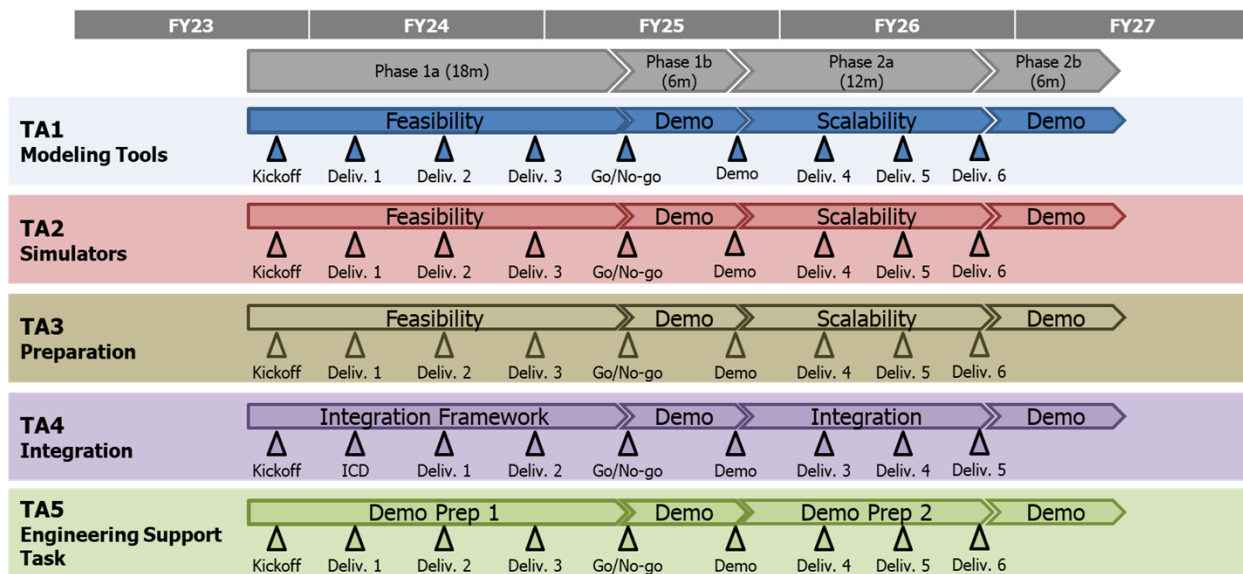 FY23 FY24 FY25 FY26 FY27
Phase 1a (18m)
Phase 1b
(6m)
Phase 2a
(12m)
Phase 2b
(6m)
TA1
Modeling Tools
Feasibility Demo Scalability Demo
Kickoff Deliv. 1 Deliv. 2 Deliv. 3 Go/No-go Demo Deliv. 4 Deliv. 5 Deliv. 6
TA2
Simulators
Feasibility Demo Scalability Demo
Kickoff Deliv. 1 Deliv. 2 Deliv. 3 Go/No-go Demo Deliv. 4 Deliv. 5 Deliv. 6
TA3
Preparation
Feasibility Demo Scalability Demo
Kickoff Deliv. 1 Deliv. 2 Deliv. 3 Go/No-go Demo Deliv. 4 Deliv. 5 Deliv. 6
TA4
Integration
Integration Framework Demo Integration Demo
Kickoff ICD Deliv. 1 Deliv. 2 Go/No-go Demo Deliv. 3 Deliv. 4 Deliv. 5
TA5
Engineering Support
Task
Demo Prep 1 Demo Demo Prep 2 Demo
Kickoff Deliv. 1 Deliv. 2 Deliv. 3 Go/No-go Demo Deliv. 4 Deliv. 5 Deliv. 6